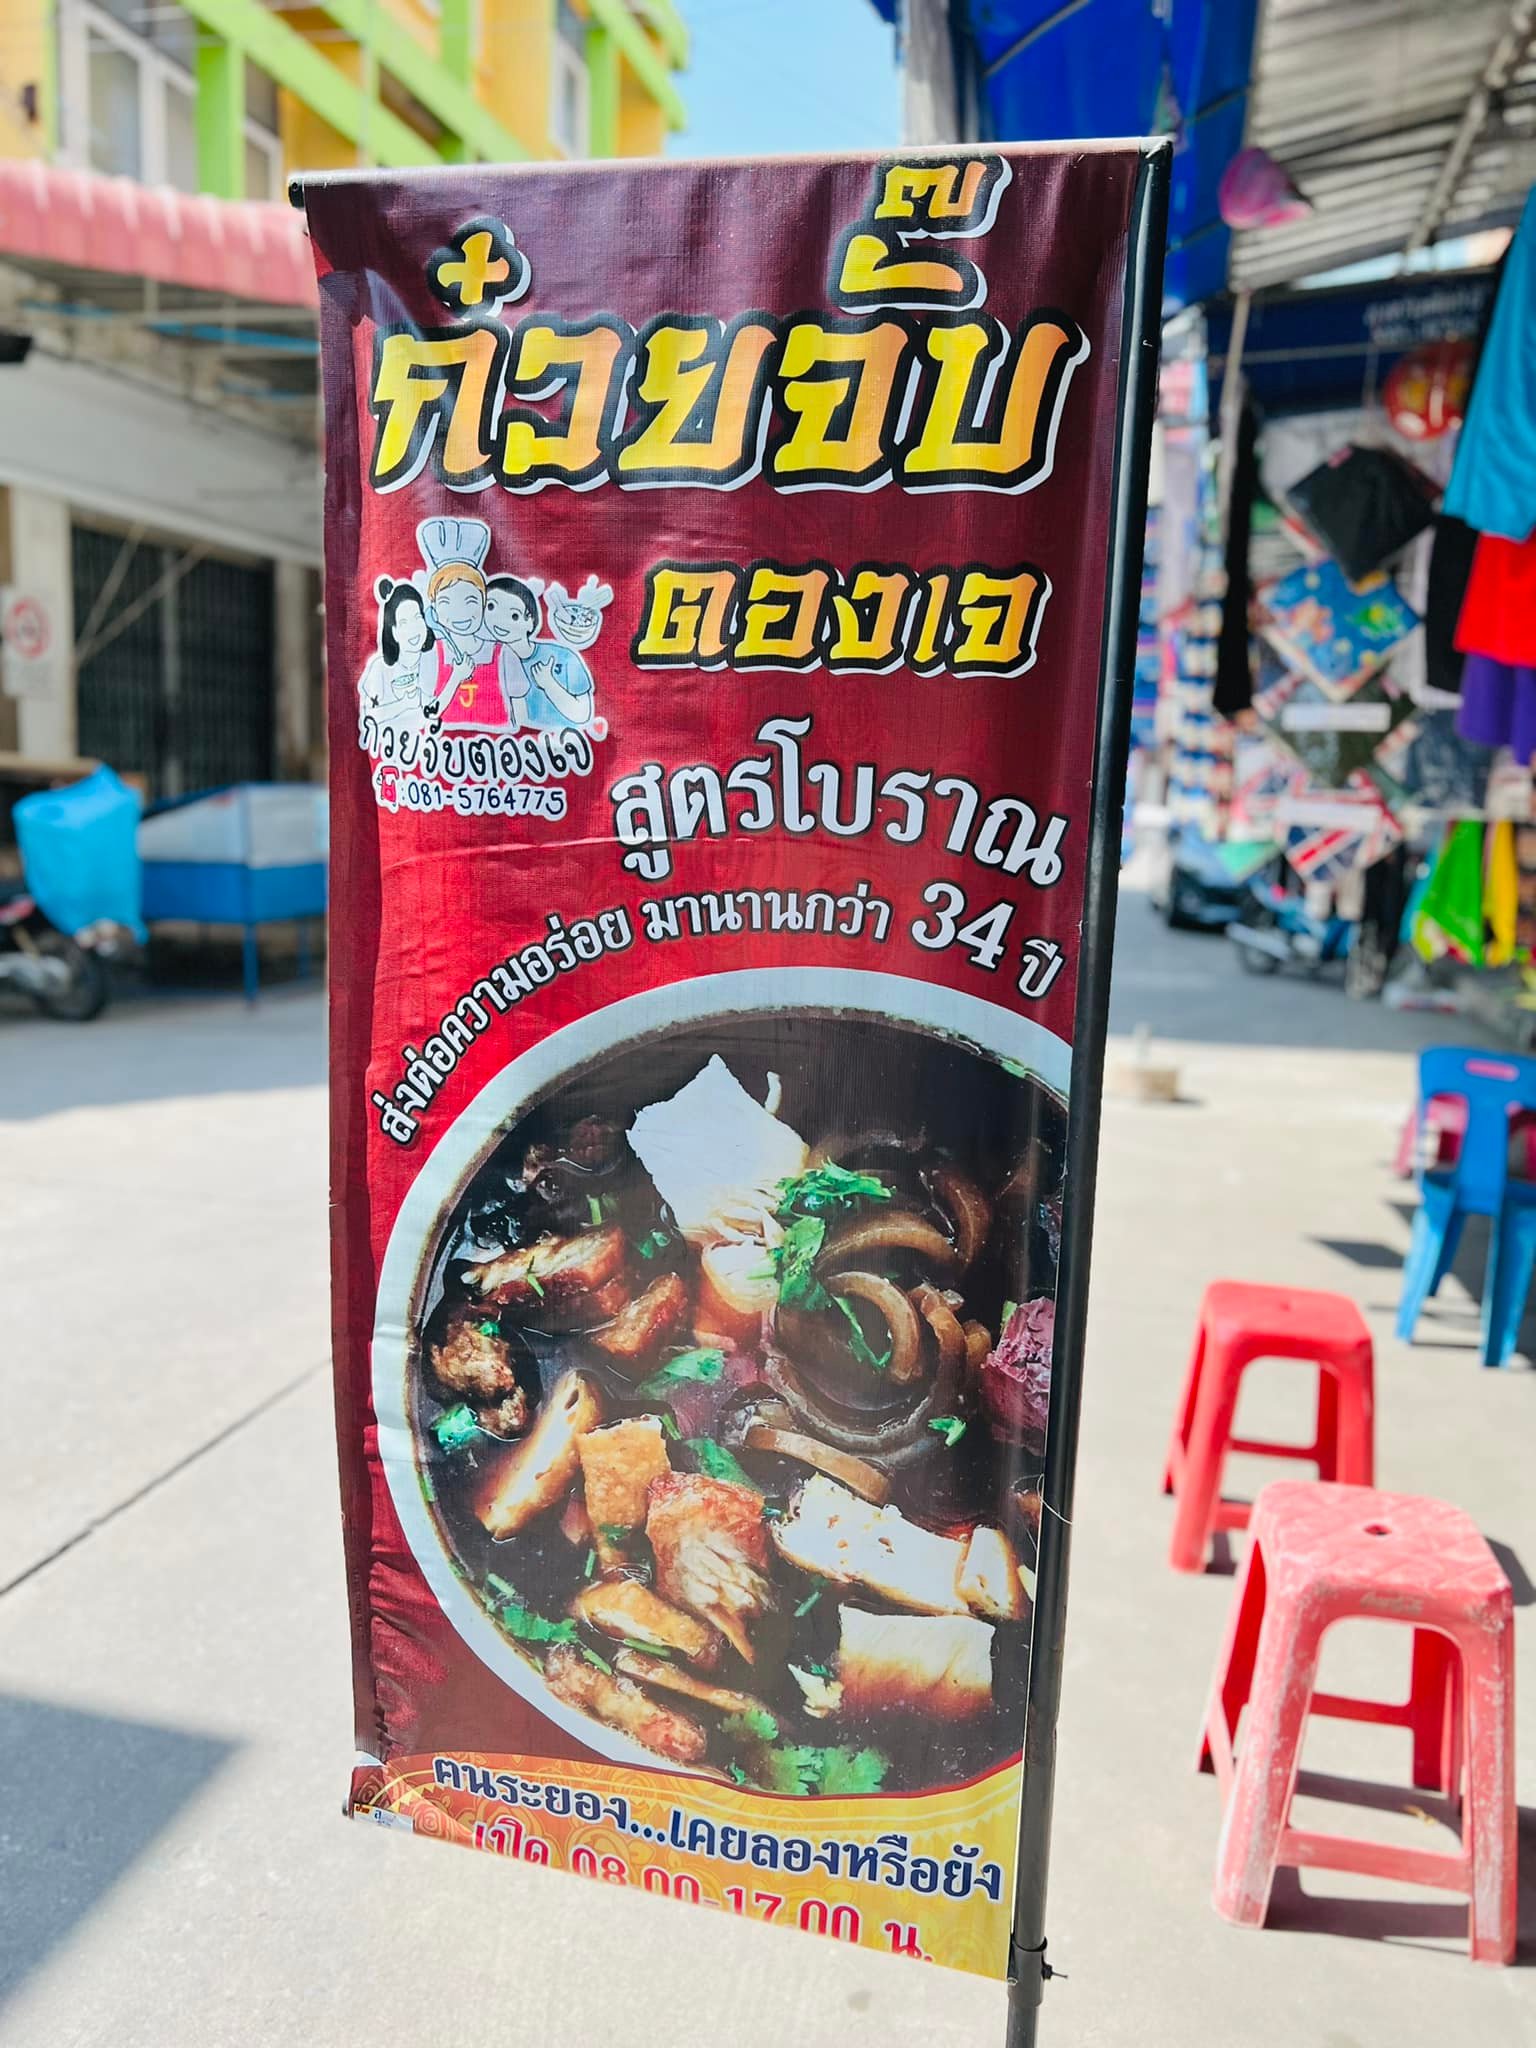 ก๋วยจั๊บ
ตองเจ
ก๋วยจั๊บตองเจ
:081-5764775
สูตรโบราณ
ส่งต่อความอร่อย มานานกว่า 34 ปี
ฅนระยอง...เคยลองหรือยัง
เปิด 08.00-17.00 น.